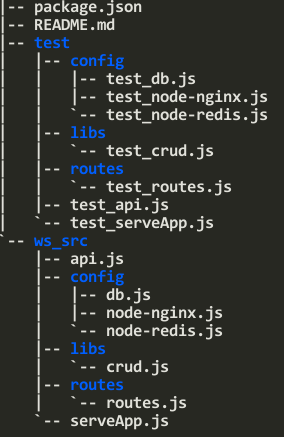 |-- package.json
|-- README.md
|-- test
|   |-- config
|   |   |-- test_db.js
|   |   |-- test_node-nginx.js
|   |   `-- test_node-redis.js
|   |-- libs
|   |   `-- test_crud.js
|   |-- routes
|   |   `-- test_routes.js
|   |-- test_api.js
|   `-- test_serveApp.js
`-- ws_src
    |-- api.js
    |-- config
    |   |-- db.js
    |   |-- node-nginx.js
    |   `-- node-redis.js
    |-- libs
    |   `-- crud.js
    |-- routes
    |   `-- routes.js
    `-- serveApp.js